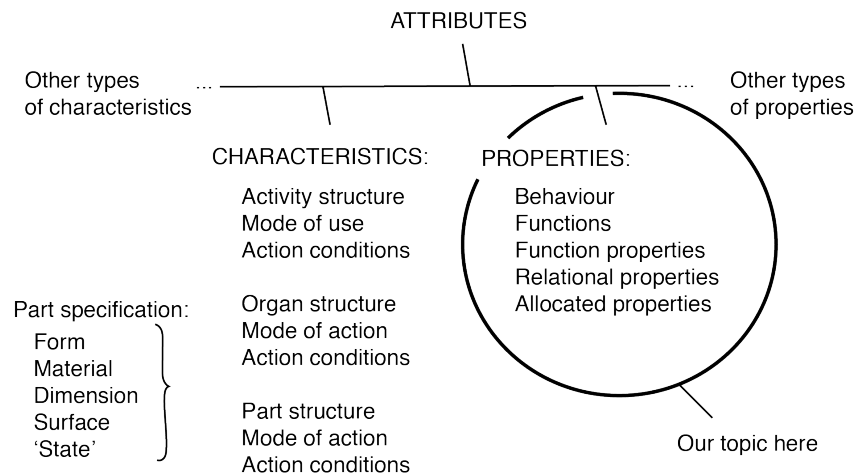 ATTRIBUTES
Other types
of characteristics
...
...
Other types
of properties
CHARACTERISTICS:
Activity structure
Mode of use
Action conditions
Organ structure
Mode of action
Action conditions
Part structure
Mode of action
Action conditions
Part specification:
Form
Material
Dimension
Surface
‘State’
PROPERTIES:
Behaviour
Functions
Function properties
Relational properties
Allocated properties
Our topic here